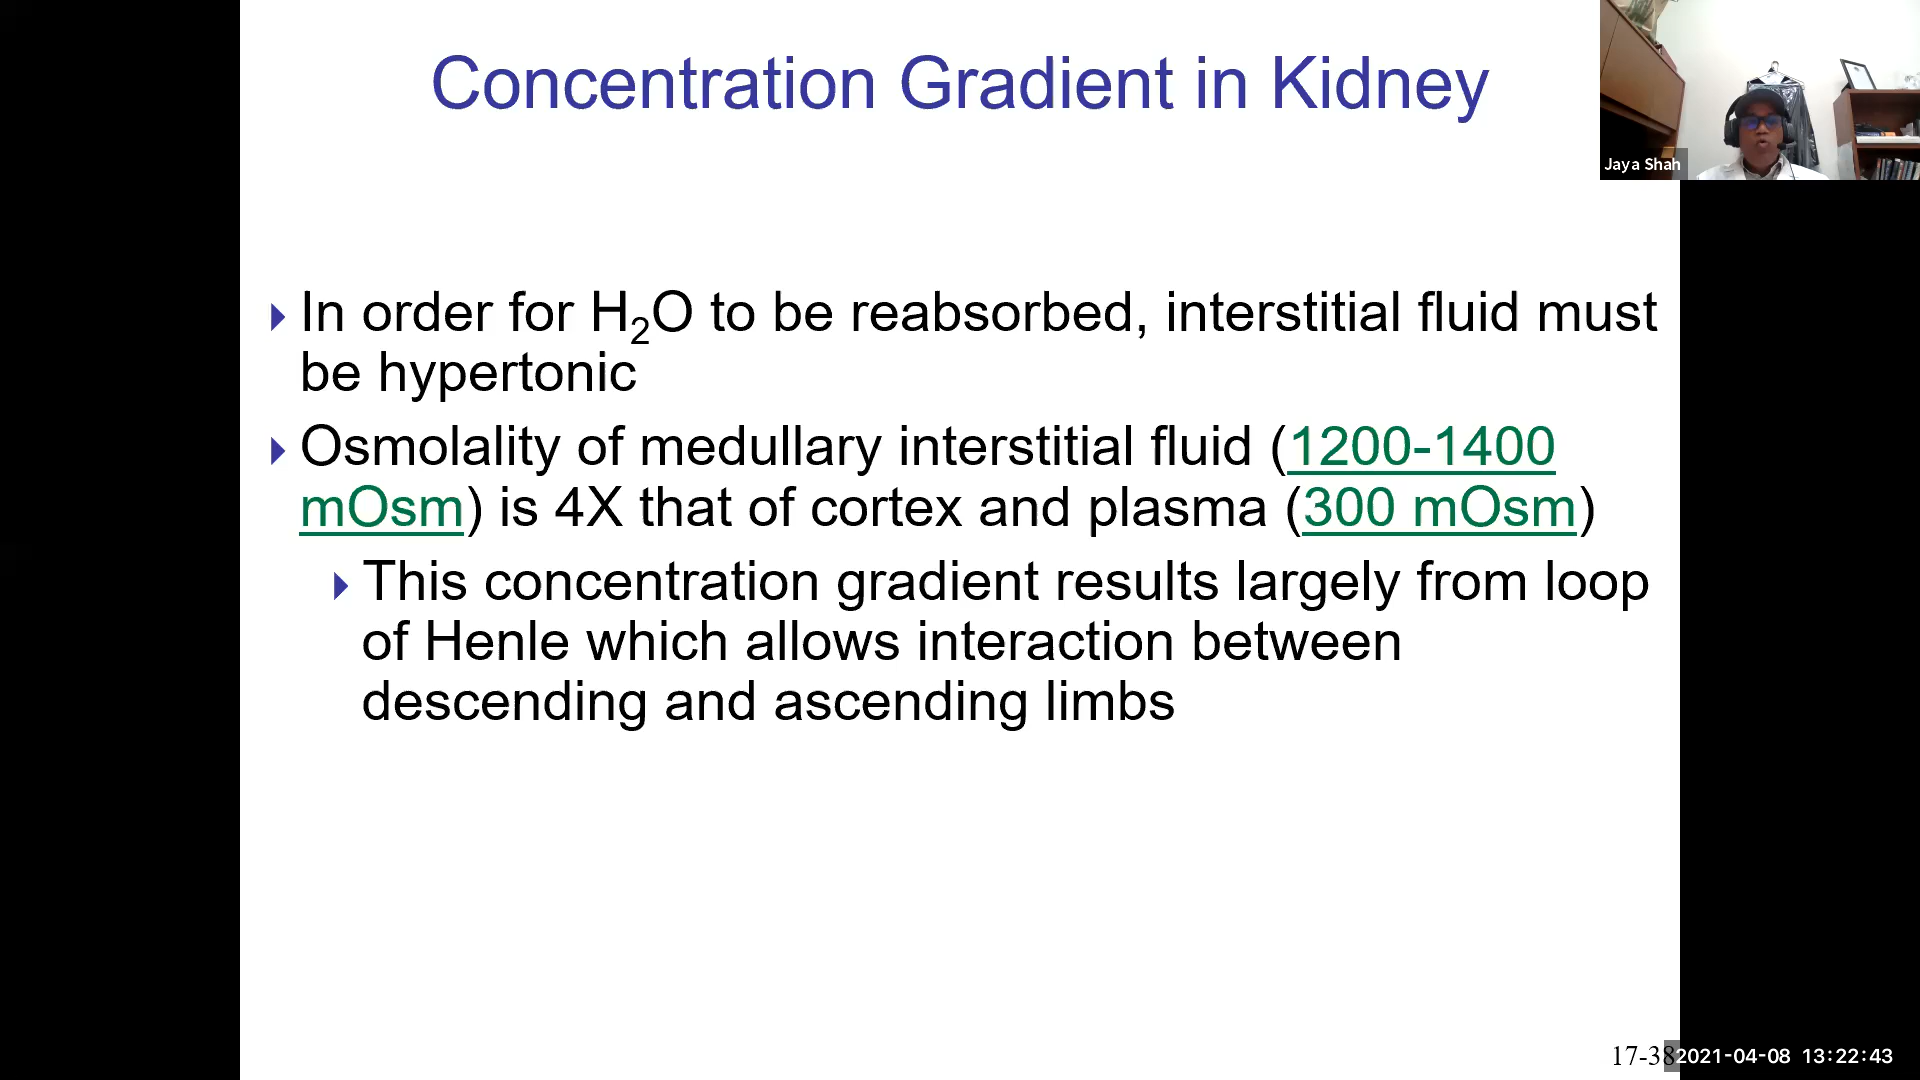 Concentration Gradient in Kidney
Jaya Shah
In order for H₂O to be reabsorbed, interstitial fluid must
be hypertonic
Osmolality of medullary interstitial fluid (1200-1400
mOsm) is 4X that of cortex and plasma (300 mOsm)
This concentration gradient results largely from loop
of Henle which allows interaction between
descending and ascending limbs
17-38
2021-04-08 13:22:43